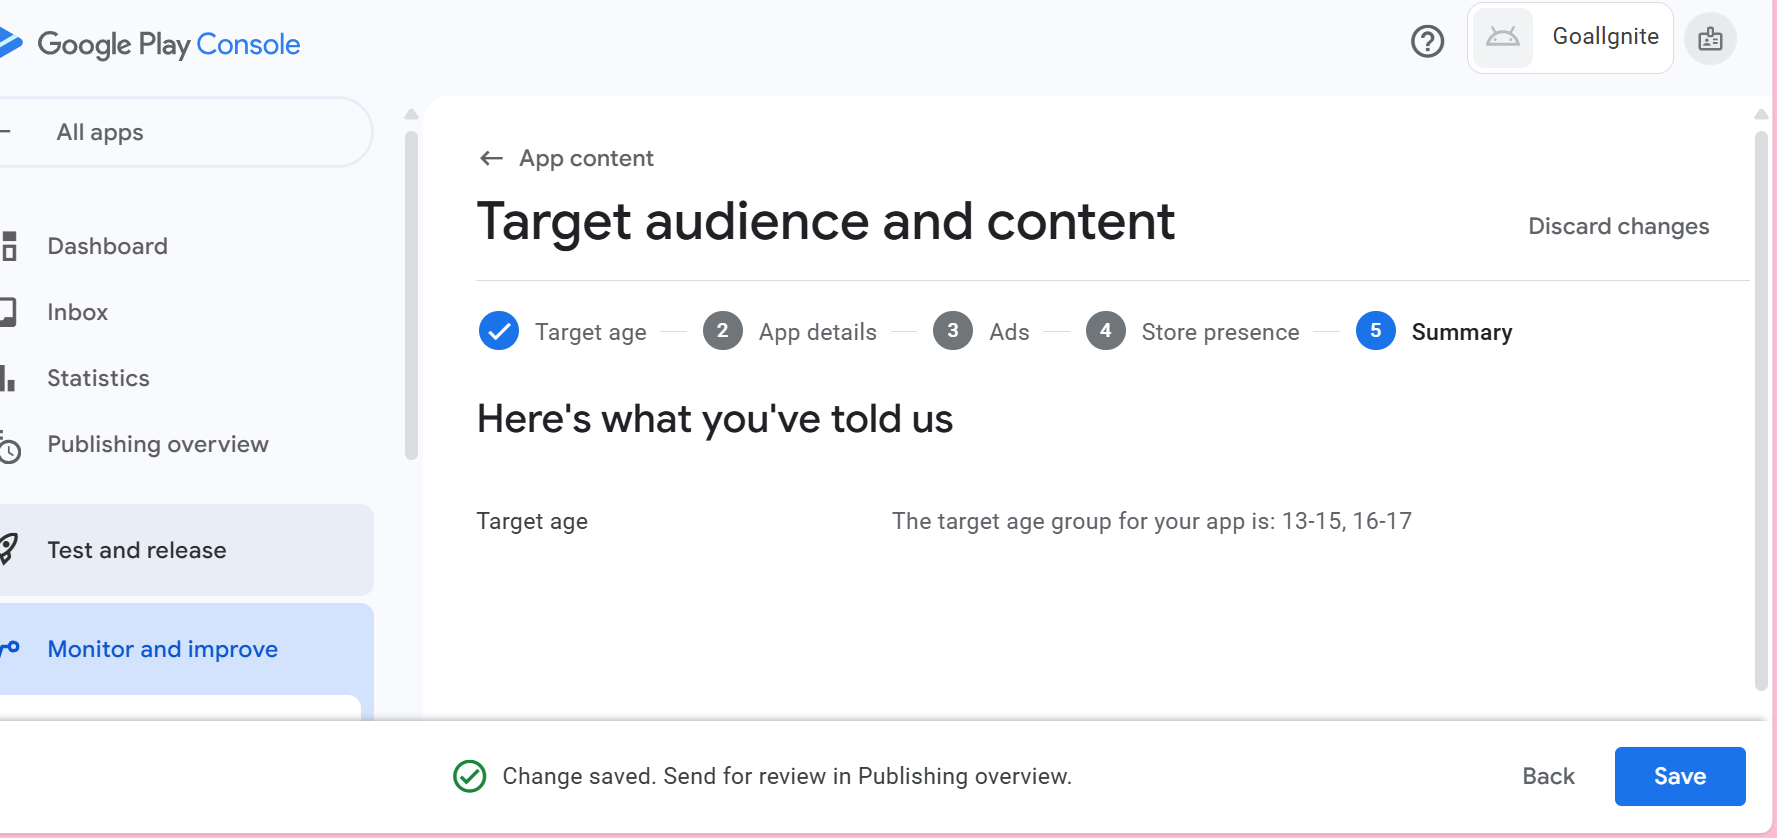 Google Play Console
GoalIgnite
All apps
Dashboard
Inbox
Statistics
Publishing overview
Test and release
Monitor and improve
App content
Target audience and content
Discard changes
Target age
2 App details
3 Ads
4 Store presence
5 Summary
Here's what you've told us
Target age
The target age group for your app is: 13-15, 16-17
Change saved. Send for review in Publishing overview.
Back
Save